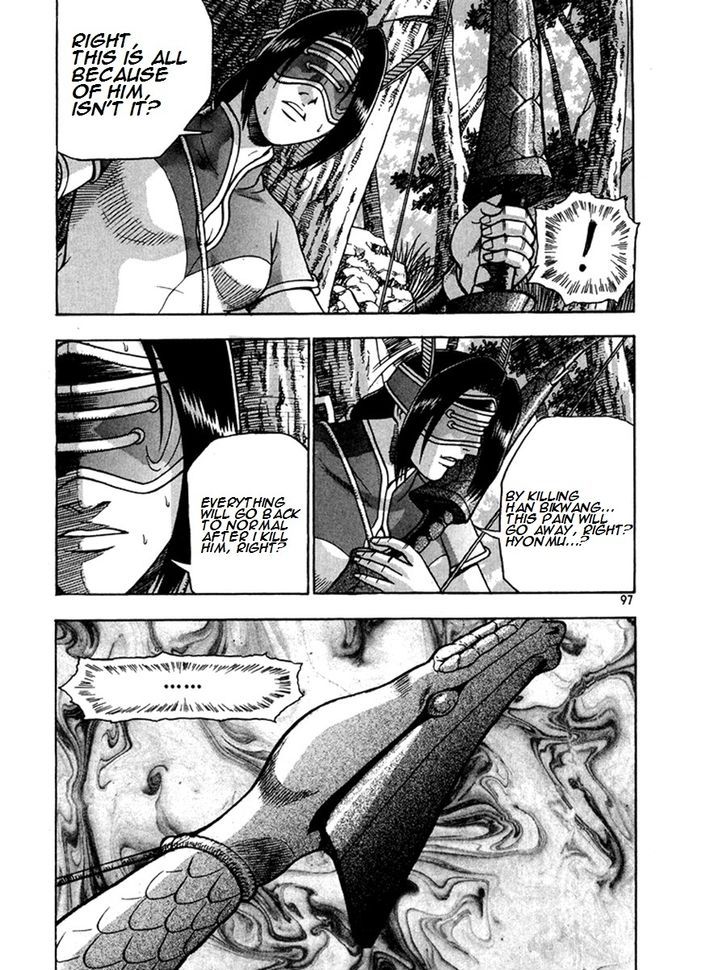 RIGHT,
THIS IS ALL
BECAUSE
OF HIM,
ISN'T IT?
!
EVERYTHING
WILL GO BACK
TO NORMAL
AFTER I KILL
HIM, RIGHT?
BY KILLING
HAN BIKWANG...
THIS PAIN WILL
GO AWAY, RIGHT?
HYONMU...?
97
......